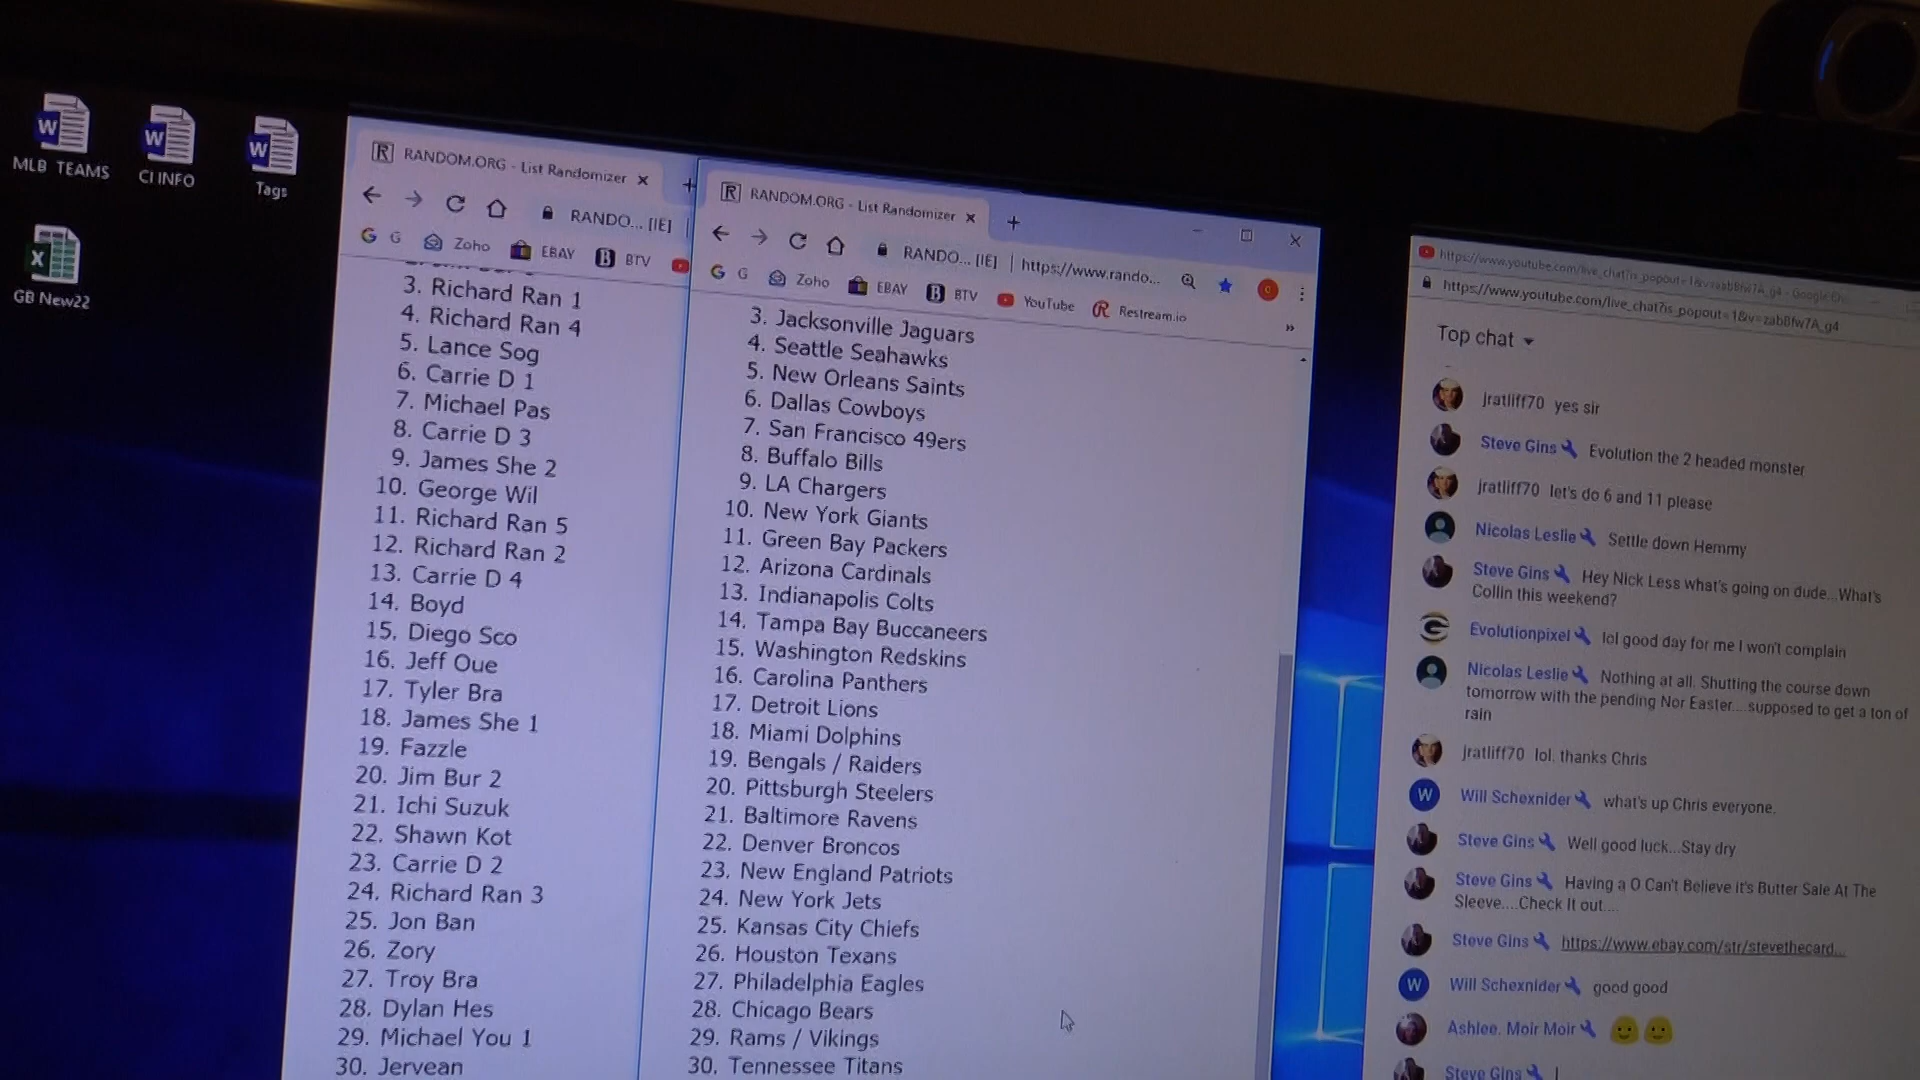 MLB TEAMS
CI INFO
Tags
GB New22
RANDOM.ORG - List Randomizer
RANDO... [IE]
G
Zoho
EBAY
BTV
3. Richard Ran 1
4. Richard Ran 4
5. Lance Sog
6. Carrie D 1
7. Michael Pas
8. Carrie D 3
9. James She 2
10. George Wil
11. Richard Ran 5
12. Richard Ran 2
13. Carrie D 4
14. Boyd
15. Diego Sco
16. Jeff Oue
17. Tyler Bra
18. James She 1
19. Fazzle
20. Jim Bur 2
21. Ichi Suzuk
22. Shawn Kot
23. Carrie D 2
24. Richard Ran 3
25. Jon Ban
26. Zory
27. Troy Bra
28. Dylan Hes
29. Michael You 1
30. Jervean
RANDOM.ORG - List Randomizer
RANDO... [IE] https://www.rando...
G Zoho EBAY BTV YouTube Restream.io »
3. Jacksonville Jaguars
4. Seattle Seahawks
5. New Orleans Saints
6. Dallas Cowboys
7. San Francisco 49ers
8. Buffalo Bills
9. LA Chargers
10. New York Giants
11. Green Bay Packers
12. Arizona Cardinals
13. Indianapolis Colts
14. Tampa Bay Buccaneers
15. Washington Redskins
16. Carolina Panthers
17. Detroit Lions
18. Miami Dolphins
19. Bengals / Raiders
20. Pittsburgh Steelers
21. Baltimore Ravens
22. Denver Broncos
23. New England Patriots
24. New York Jets
25. Kansas City Chiefs
26. Houston Texans
27. Philadelphia Eagles
28. Chicago Bears
29. Rams / Vikings
30. Tennessee Titans
https://www.youtube.com/live_chat?is_popout=1&v=zab8fw7A_g4
Top chat
jratliff70 yes sir
Steve Gins Evolution the 2 headed monster
jratliff70 let's do 6 and 11 please
Nicolas Leslie Settle down Hemmy
Steve Gins Hey Nick Less what's going on dude...What's
Collin this weekend?
Evolutionpixel lol good day for me I won't complain
Nicolas Leslie Nothing at all. Shutting the course down
tomorrow with the pending Nor Easter....supposed to get a ton of
rain
jratliff70 lol. thanks Chris
W Will Schexnider what's up Chris everyone.
Steve Gins Well good luck...Stay dry
Steve Gins Having a O Can't Believe it's Butter Sale At The
Sleeve....Check It out....
Steve Gins https://www.ebay.com/str/stevethecard...
W Will Schexnider good good
Ashlee. Moir Moir
Steve Gins